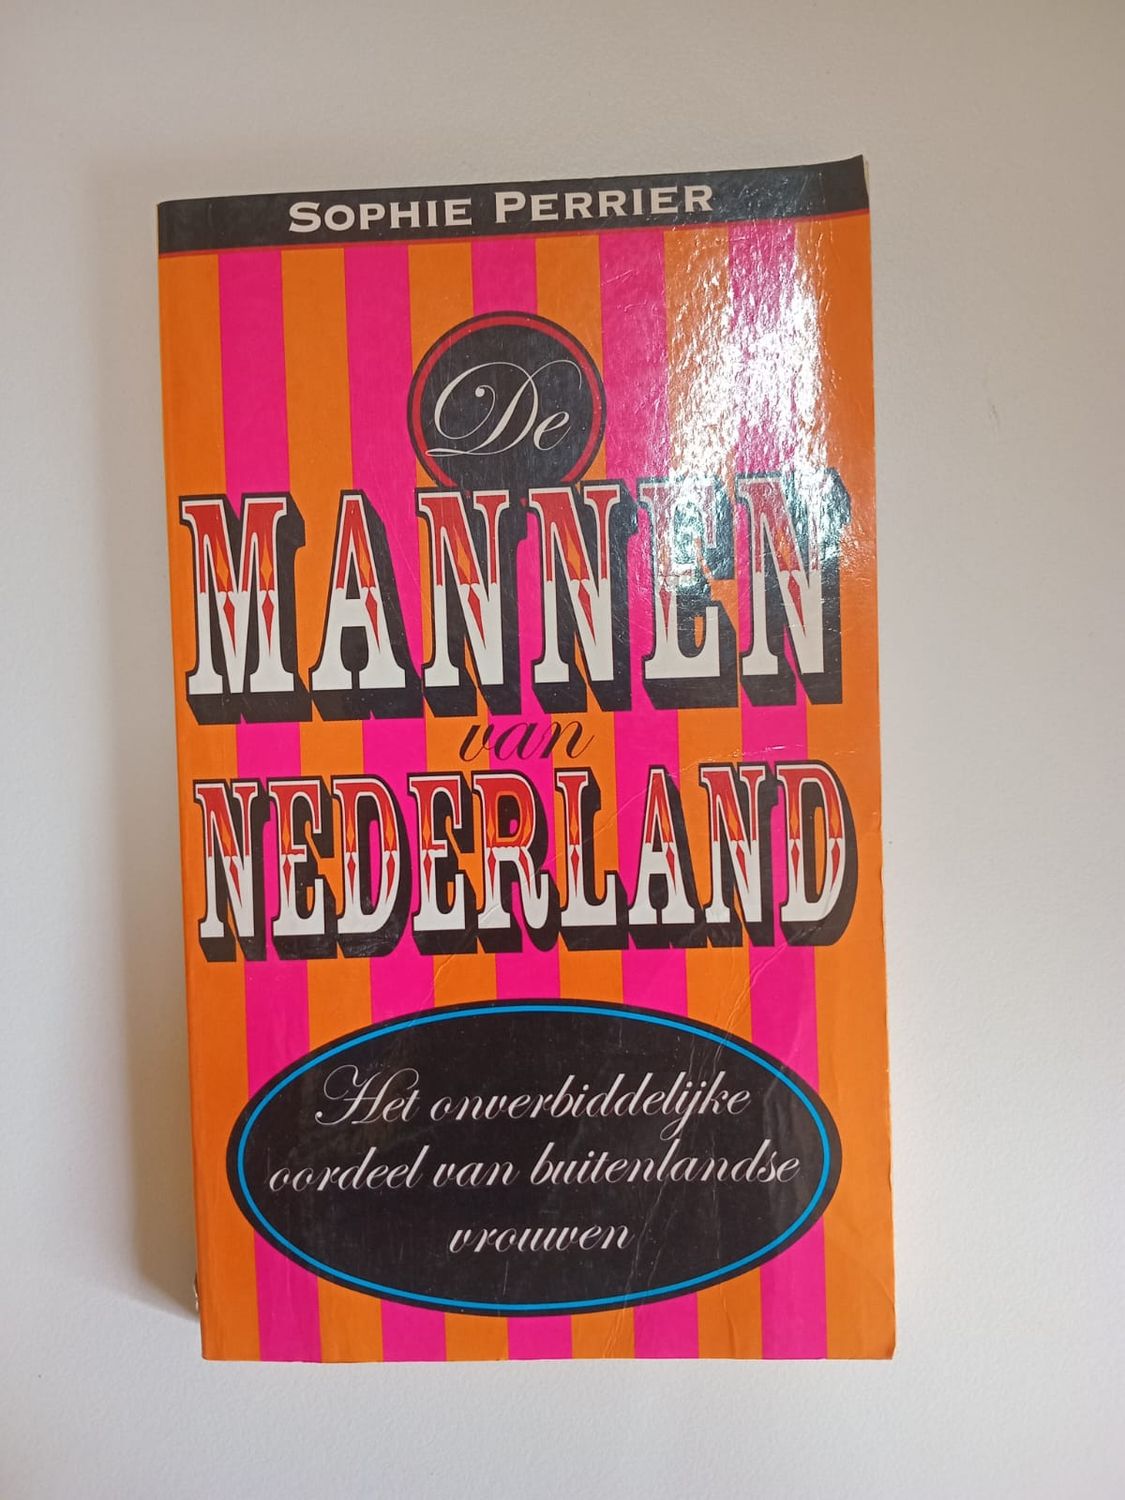 SOPHIE PERRIER
De
MANNEN
van
NEDERLAND
Het onverbiddelijke
oordeel van buitenlandse
vrouwen